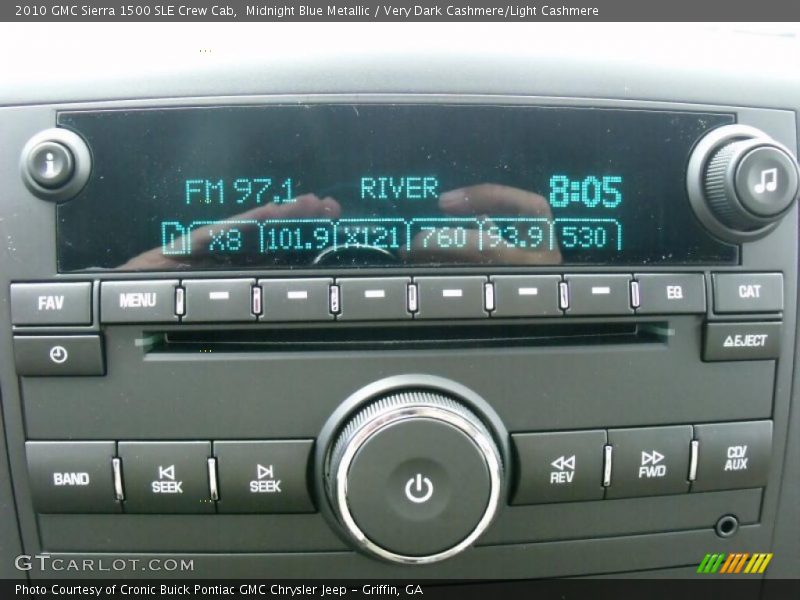 2010 GMC Sierra 1500 SLE Crew Cab,  Midnight Blue Metallic / Very Dark Cashmere/Light Cashmere
i
FM 97.1 RIVER 8:05
D X8 101.9 X121 760 93.9 530
FAV MENU EQ CAT
EJECT
BAND SEEK SEEK REV FWD CD/AUX
GTCARLOT.COM
Photo Courtesy of Cronic Buick Pontiac GMC Chrysler Jeep - Griffin, GA